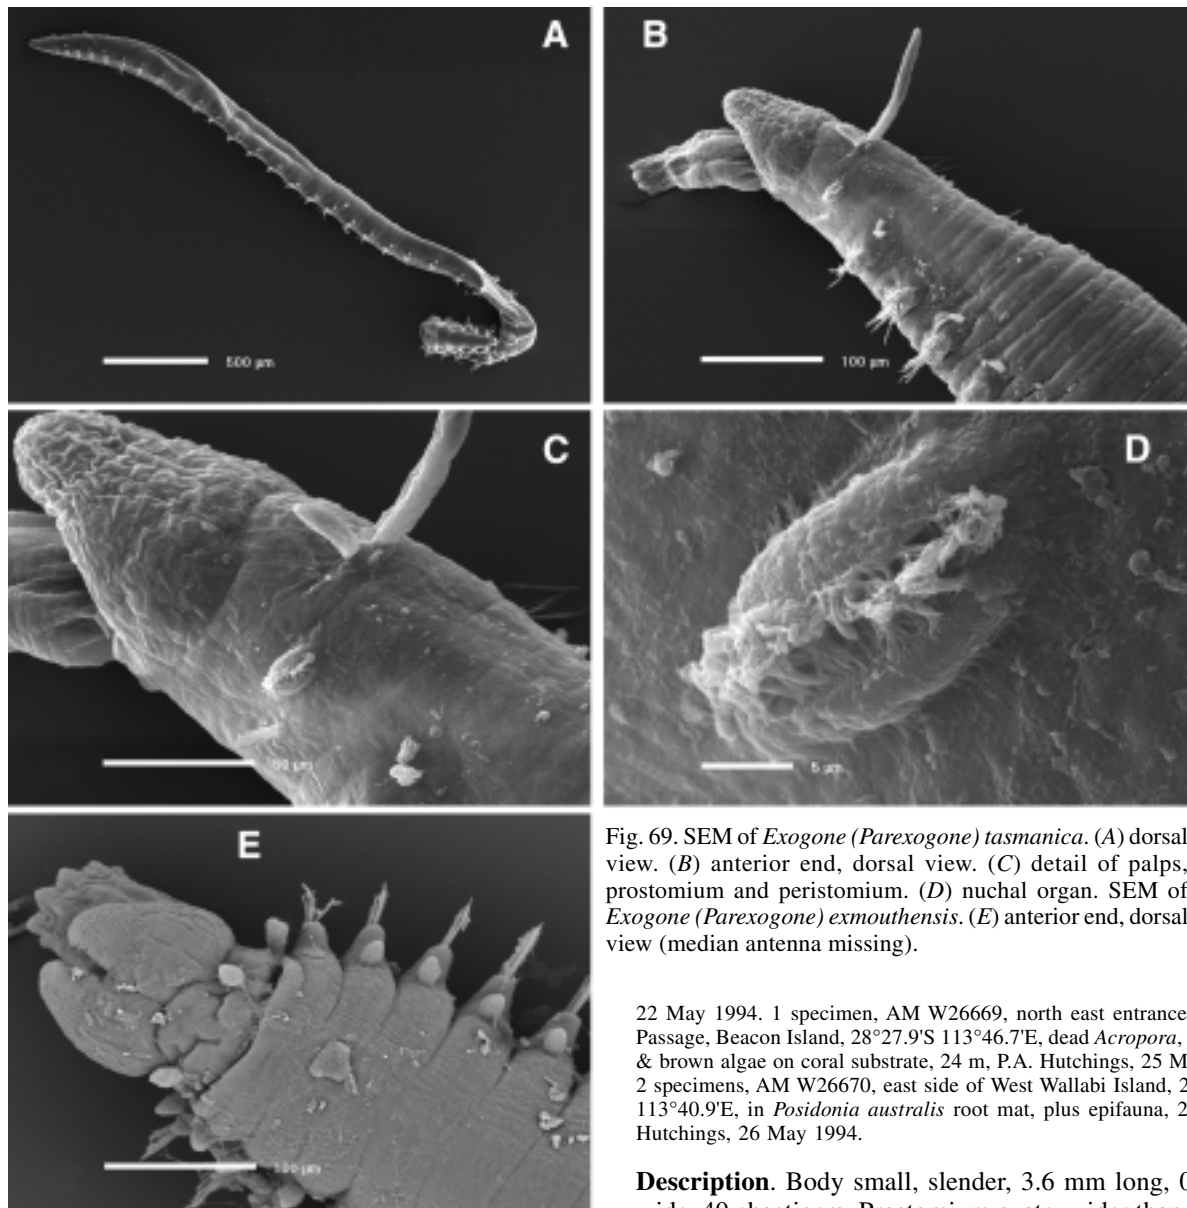 A
B
500 µm
100 µm
C
D
5 µm
E
100 µm
Fig. 69. SEM of Exogone (Parexogone) tasmanica. (A) dorsal
view. (B) anterior end, dorsal view. (C) detail of palps,
prostomium and peristomium. (D) nuchal organ. SEM of
Exogone (Parexogone) exmouthensis. (E) anterior end, dorsal
view (median antenna missing).
22 May 1994. 1 specimen, AM W26669, north east entrance
Passage, Beacon Island, 28°27.9'S 113°46.7'E, dead Acropora,
& brown algae on coral substrate, 24 m, P.A. Hutchings, 25 M
2 specimens, AM W26670, east side of West Wallabi Island, 2
113°40.9'E, in Posidonia australis root mat, plus epifauna, 2
Hutchings, 26 May 1994.
Description. Body small, slender, 3.6 mm long, 0